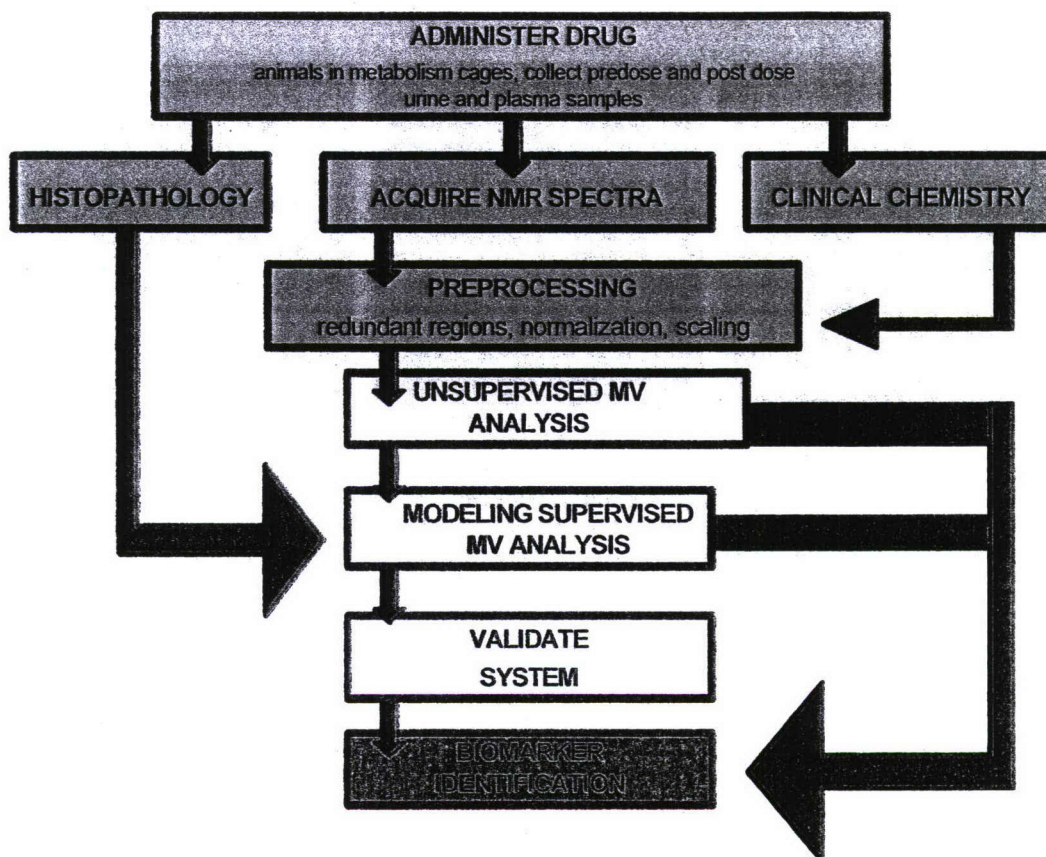 ADMINISTER DRUG
animals in metabolism cages, collect predose and post dose
urine and plasma samples
HISTOPATHOLOGY
ACQUIRE NMR SPECTRA
CLINICAL CHEMISTRY
PREPROCESSING
redundant regions, normalization, scaling
UNSUPERVISED MV
ANALYSIS
MODELING SUPERVISED
MV ANALYSIS
VALIDATE
SYSTEM
BIOMARKER
IDENTIFICATION